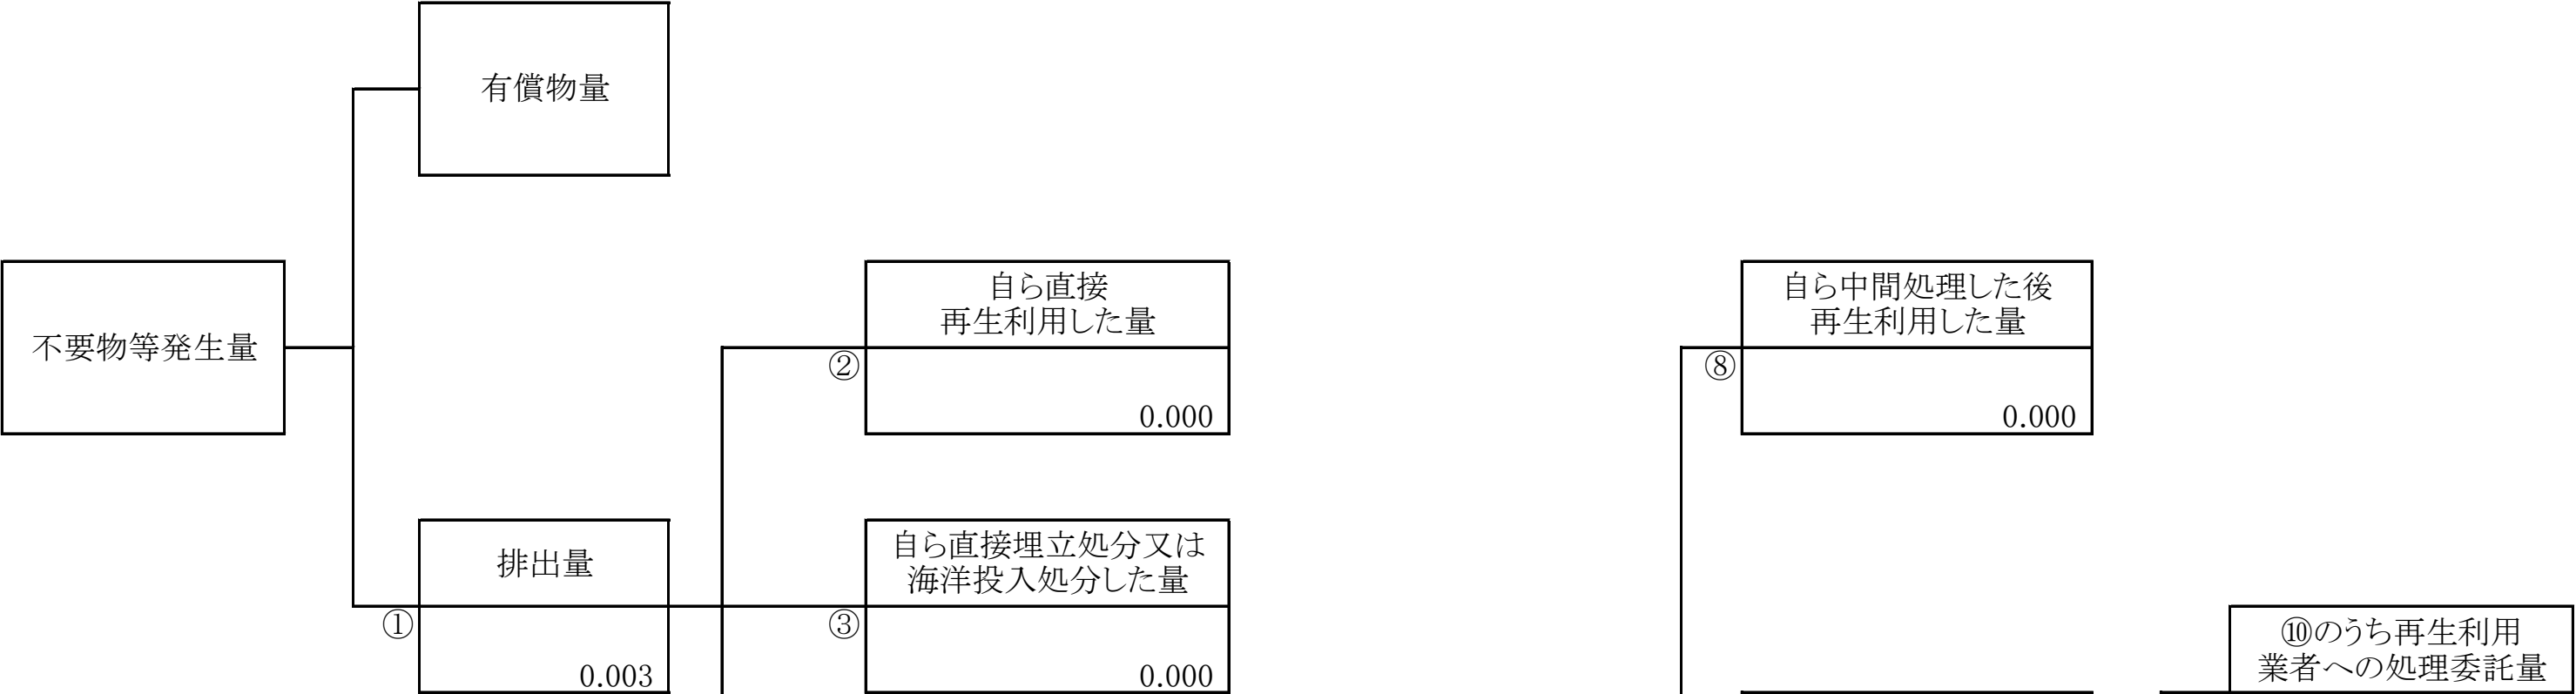 有償物量
自ら直接
再生利用した量
自ら中間処理した後
再生利用した量
不要物等発生量
②
⑧
0.000
0.000
排出量
自ら直接埋立処分又は
海洋投入処分した量
①
③
⑩のうち再生利用
業者への処理委託量
0.003
0.000